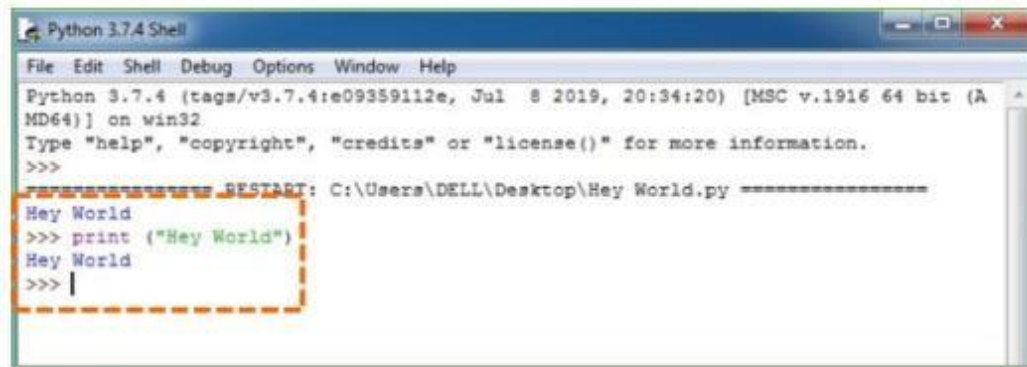 Python 3.7.4 Shell
File Edit Shell Debug Options Window Help
Python 3.7.4 (tags/v3.7.4:e09359112e, Jul 8 2019, 20:34:20) [MSC v.1916 64 bit (A
MD64)] on win32
Type "help", "copyright", "credits" or "license()" for more information.
>>>
================ RESTART: C:\Users\DELL\Desktop\Hey World.py ================
Hey World
>>> print ("Hey World")
Hey World
>>>